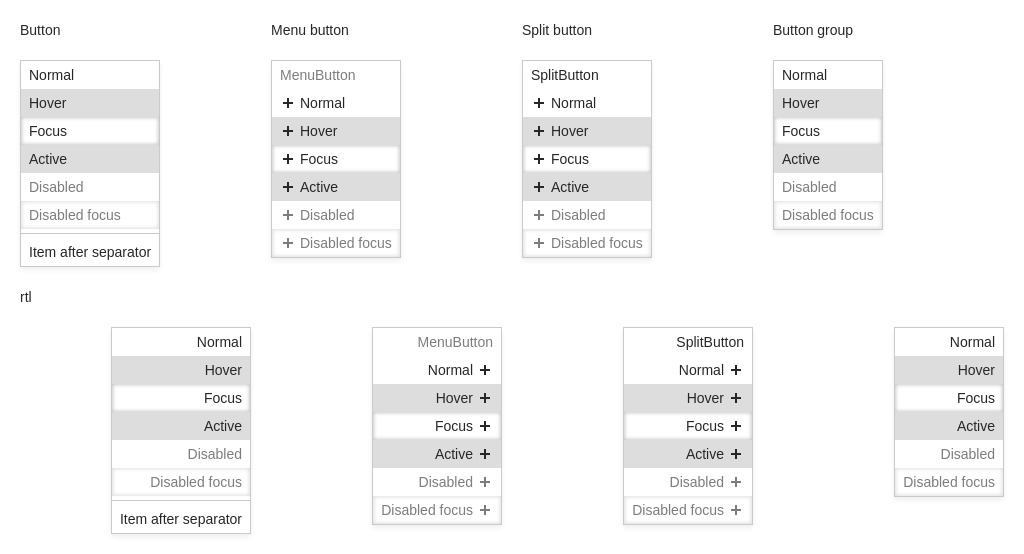 Button
Normal
Hover
Focus
Active
Disabled
Disabled focus
Item after separator
Menu button
MenuButton
Normal
Hover
Focus
Active
Disabled
Disabled focus
Split button
SplitButton
Normal
Hover
Focus
Active
Disabled
Disabled focus
Button group
Normal
Hover
Focus
Active
Disabled
Disabled focus
rtl
Normal
Hover
Focus
Active
Disabled
Disabled focus
Item after separator
MenuButton
Normal
Hover
Focus
Active
Disabled
Disabled focus
SplitButton
Normal
Hover
Focus
Active
Disabled
Disabled focus
Normal
Hover
Focus
Active
Disabled
Disabled focus